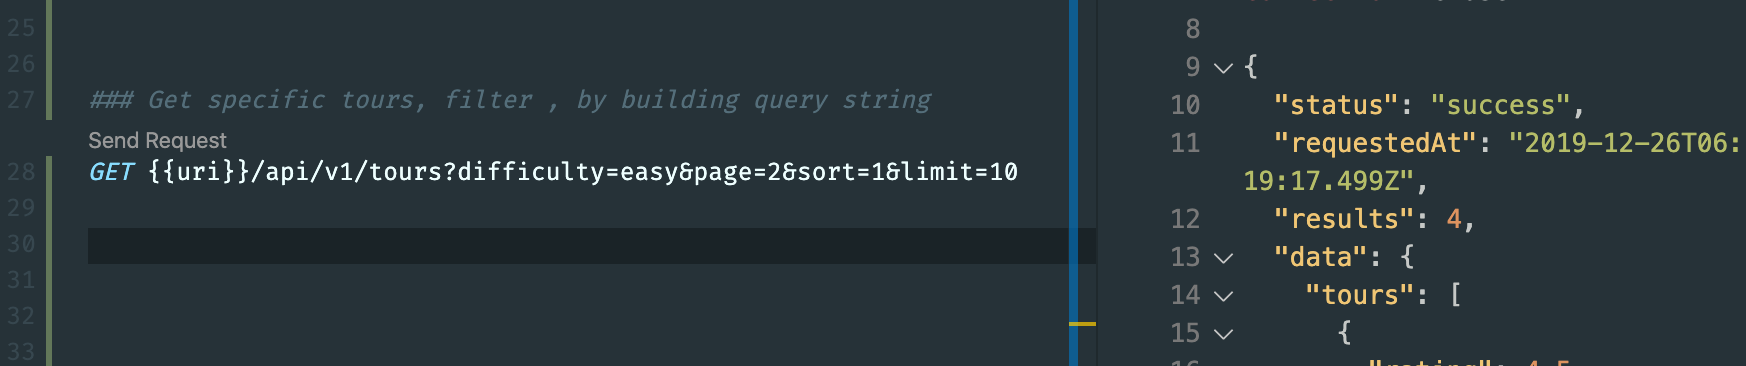 25
26
27 ### Get specific tours, filter , by building query string
Send Request
28 GET {{uri}}/api/v1/tours?difficulty=easy&page=2&sort=1&limit=10
29
30
31
32
33
8
9 {
10 "status": "success",
11 "requestedAt": "2019-12-26T06:
19:17.499Z",
12 "results": 4,
13 "data": {
14 "tours": [
15 {